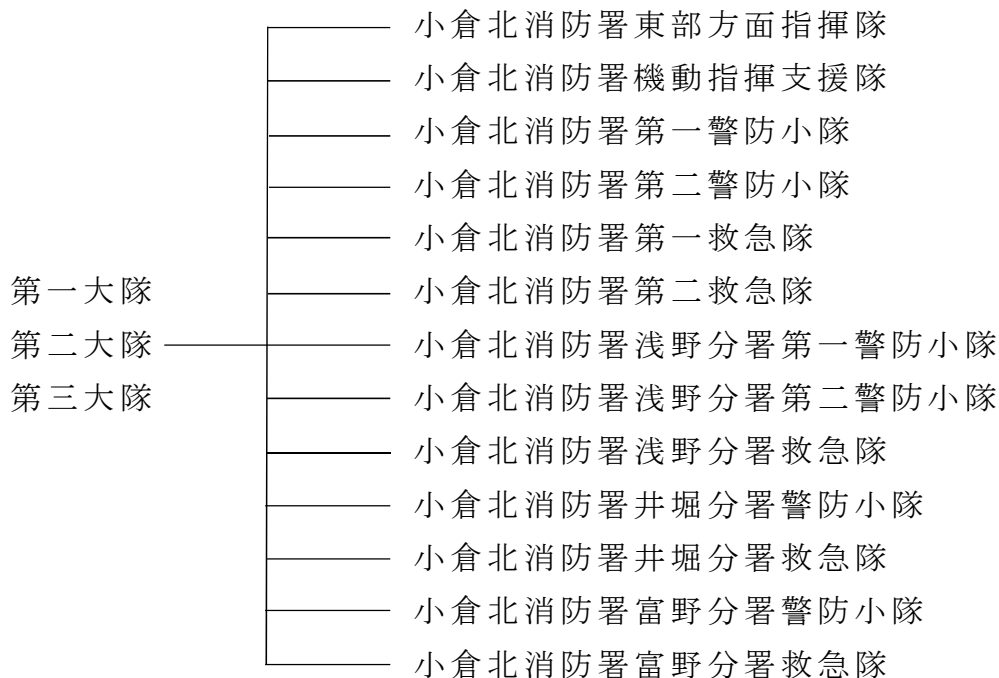 小倉北消防署東部方面指揮隊
小倉北消防署機動指揮支援隊
小倉北消防署第一警防小隊
小倉北消防署第二警防小隊
小倉北消防署第一救急隊
第一大隊
小倉北消防署第二救急隊
第二大隊
小倉北消防署浅野分署第一警防小隊
第三大隊
小倉北消防署浅野分署第二警防小隊
小倉北消防署浅野分署救急隊
小倉北消防署井堀分署警防小隊
小倉北消防署井堀分署救急隊
小倉北消防署富野分署警防小隊
小倉北消防署富野分署救急隊